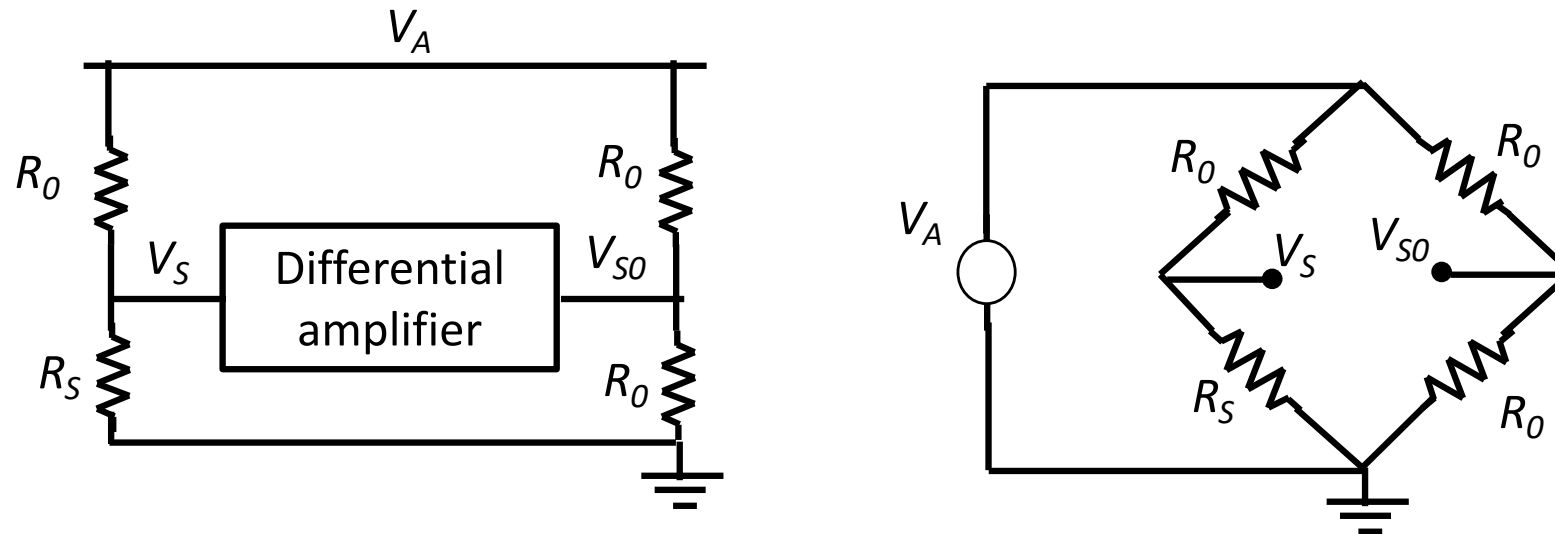 V_A
R_0
R_0
V_S
Differential
amplifier
V_S0
R_S
R_0
V_A
R_0
R_0
V_S
V_S0
R_S
R_0